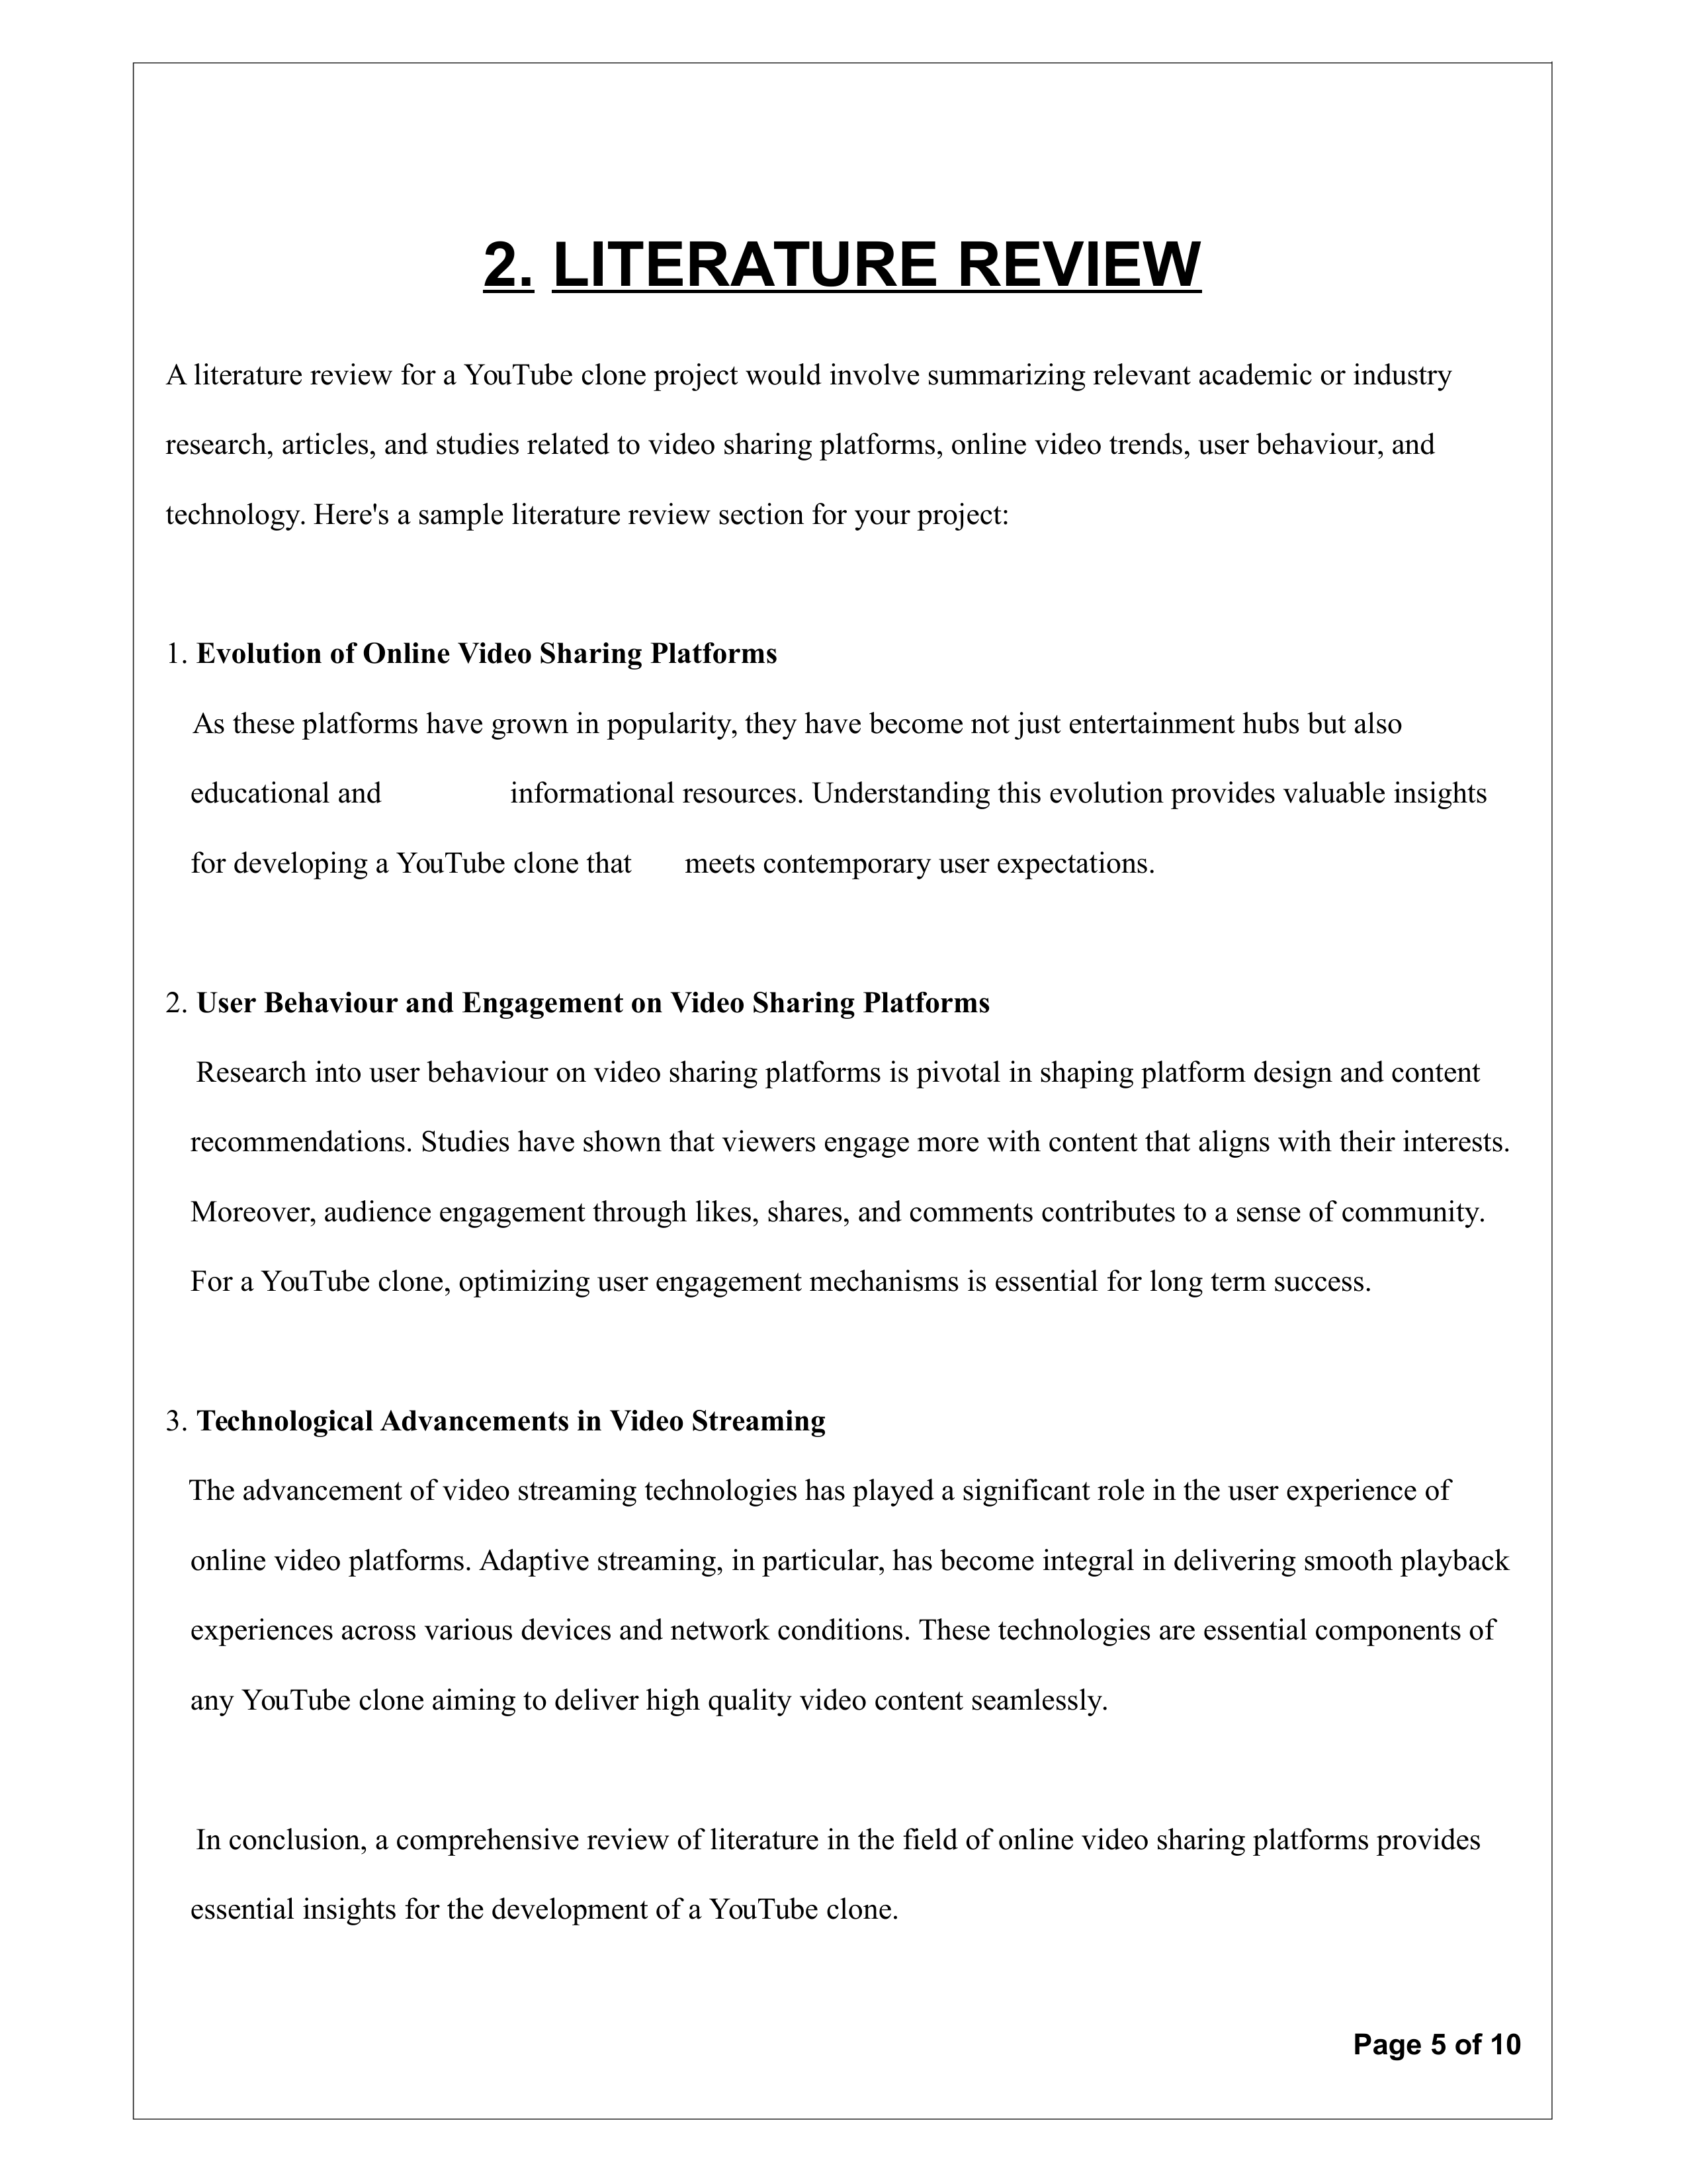 2. LITERATURE REVIEW
A literature review for a YouTube clone project would involve summarizing relevant academic or industry
research, articles, and studies related to video sharing platforms, online video trends, user behaviour, and
technology. Here's a sample literature review section for your project:
1. Evolution of Online Video Sharing Platforms
As these platforms have grown in popularity, they have become not just entertainment hubs but also
educational and informational resources. Understanding this evolution provides valuable insights
for developing a YouTube clone that meets contemporary user expectations.
2. User Behaviour and Engagement on Video Sharing Platforms
Research into user behaviour on video sharing platforms is pivotal in shaping platform design and content
recommendations. Studies have shown that viewers engage more with content that aligns with their interests.
Moreover, audience engagement through likes, shares, and comments contributes to a sense of community.
For a YouTube clone, optimizing user engagement mechanisms is essential for long term success.
3. Technological Advancements in Video Streaming
The advancement of video streaming technologies has played a significant role in the user experience of
online video platforms. Adaptive streaming, in particular, has become integral in delivering smooth playback
experiences across various devices and network conditions. These technologies are essential components of
any YouTube clone aiming to deliver high quality video content seamlessly.
In conclusion, a comprehensive review of literature in the field of online video sharing platforms provides
essential insights for the development of a YouTube clone.
Page 5 of 10